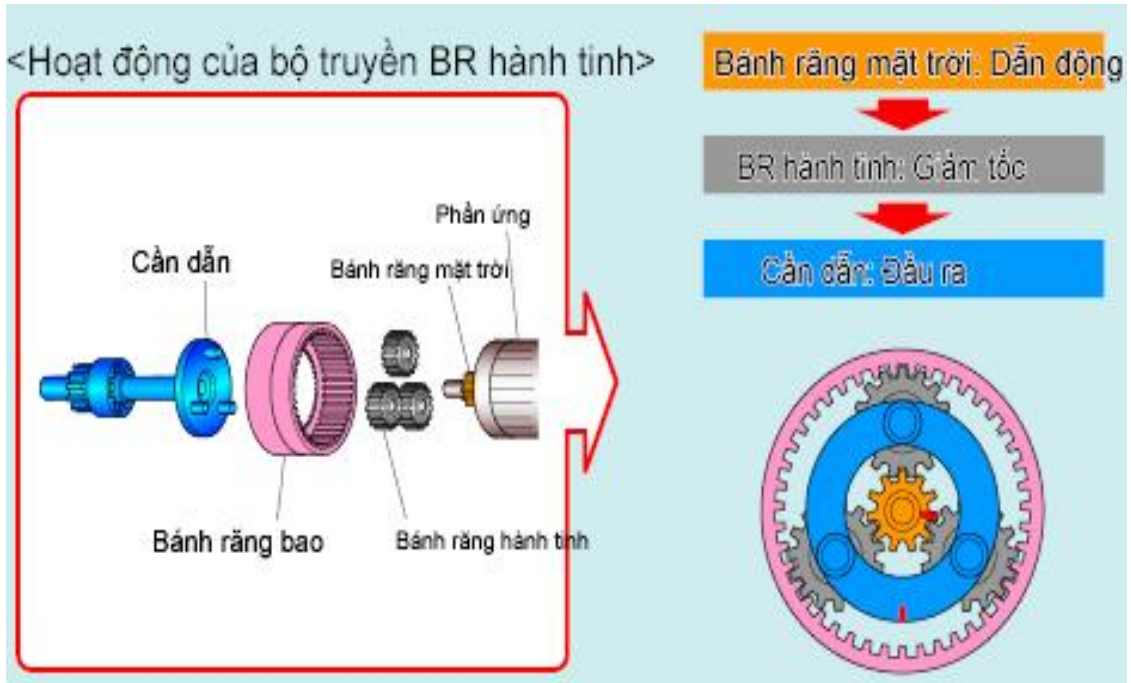 <Hoạt động của bộ truyền BR hành tinh>
Bánh răng mặt trời: Dẫn động
BR hành tinh: Giảm tốc
Cần dẫn: Đầu ra
Phản ứng
Cần dẫn
Bánh răng mặt trời
Bánh răng bao
Bánh răng hành tinh